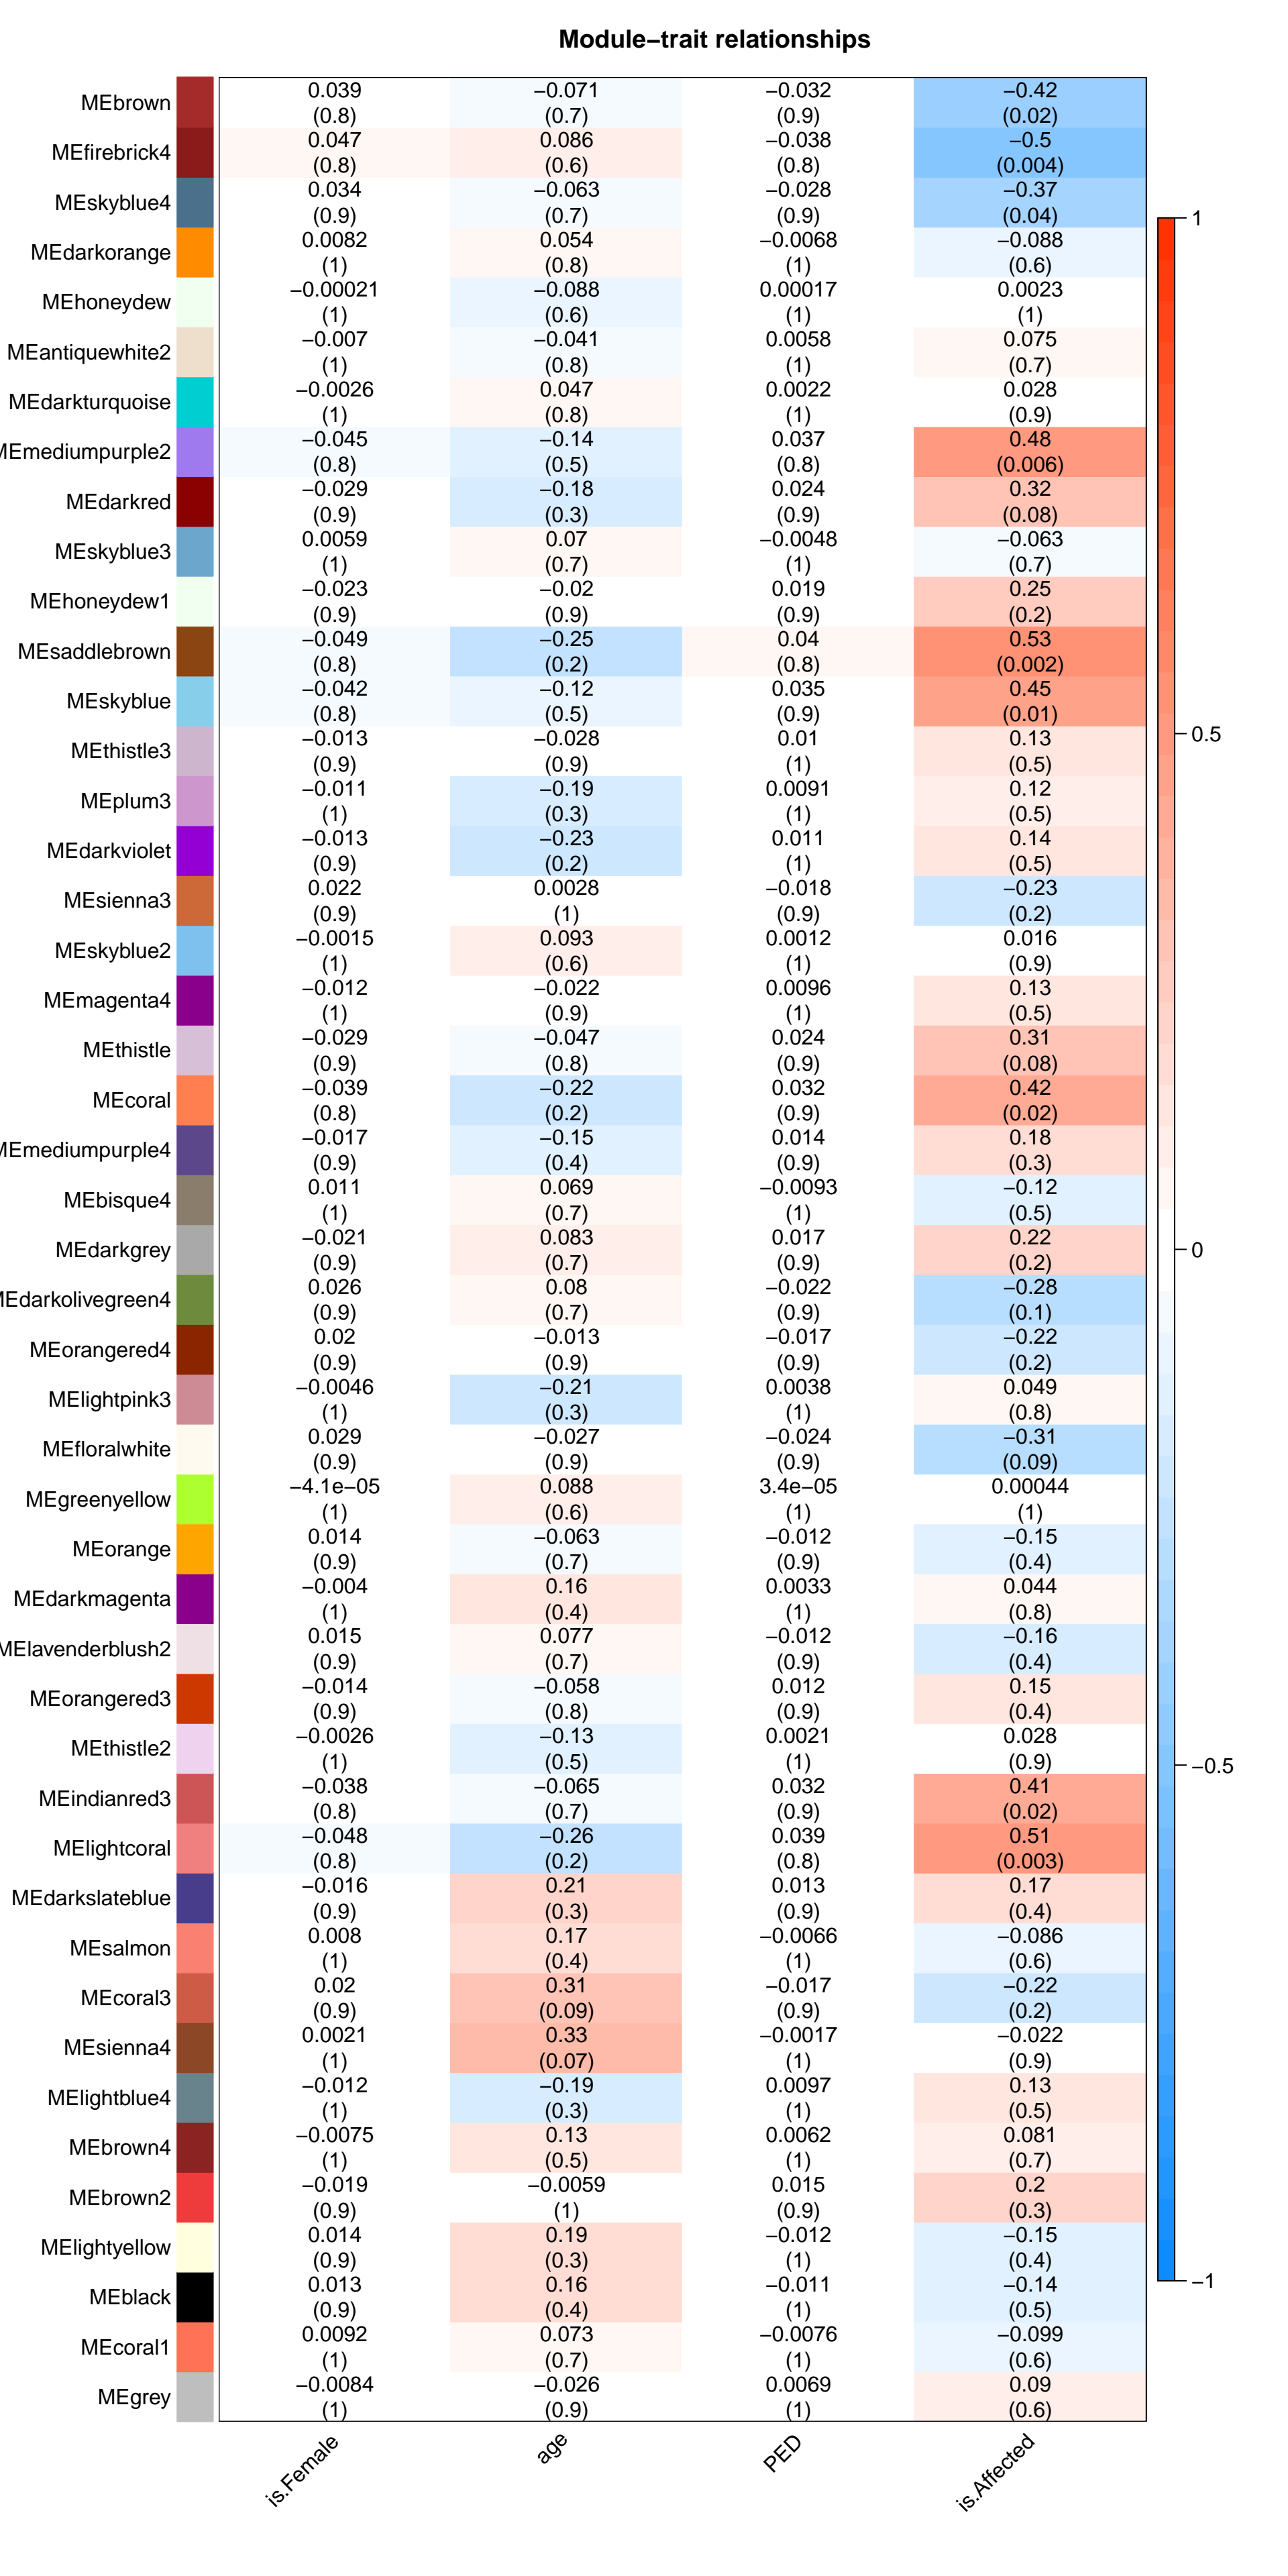 Module−trait relationships
MEbrown 0.039 −0.071 −0.032 −0.42
(0.8) (0.7) (0.9) (0.02)
MEfirebrick4 0.047 0.086 −0.038 −0.5
(0.8) (0.6) (0.8) (0.004)
MEskyblue4 0.034 −0.063 −0.028 −0.37
(0.9) (0.7) (0.9) (0.04)
1
MEdarkorange 0.0082 0.054 −0.0068 −0.088
(1) (0.8) (1) (0.6)
MEhoneydew −0.00021 −0.088 0.00017 0.0023
(1) (0.6) (1) (1)
MEantiquewhite2 −0.007 −0.041 0.0058 0.075
(1) (0.8) (1) (0.7)
MEdarkturquoise −0.0026 0.047 0.0022 0.028
(1) (0.8) (1) (0.9)
MEmediumpurple2 −0.045 −0.14 0.037 0.48
(0.8) (0.5) (0.8) (0.006)
MEdarkred −0.029 −0.18 0.024 0.32
(0.9) (0.3) (0.9) (0.08)
MEskyblue3 0.0059 0.07 −0.0048 −0.063
(1) (0.7) (1) (0.7)
MEhoneydew1 −0.023 −0.02 0.019 0.25
(0.9) (0.9) (0.9) (0.2)
MEsaddlebrown −0.049 −0.25 0.04 0.53
(0.8) (0.2) (0.8) (0.002)
MEskyblue −0.042 −0.12 0.035 0.45
(0.8) (0.5) (0.9) (0.01)
0.5
MEthistle3 −0.013 −0.028 0.01 0.13
(0.9) (0.9) (1) (0.5)
MEplum3 −0.011 −0.19 0.0091 0.12
(1) (0.3) (1) (0.5)
MEdarkviolet −0.013 −0.23 0.011 0.14
(0.9) (0.2) (1) (0.5)
MEsienna3 0.022 0.0028 −0.018 −0.23
(0.9) (1) (0.9) (0.2)
MEskyblue2 −0.0015 0.093 0.0012 0.016
(1) (0.6) (1) (0.9)
MEmagenta4 −0.012 −0.022 0.0096 0.13
(1) (0.9) (1) (0.5)
MEthistle −0.029 −0.047 0.024 0.31
(0.9) (0.8) (0.9) (0.08)
MEcoral −0.039 −0.22 0.032 0.42
(0.8) (0.2) (0.9) (0.02)
MEmediumpurple4 −0.017 −0.15 0.014 0.18
(0.9) (0.4) (0.9) (0.3)
MEbisque4 0.011 0.069 −0.0093 −0.12
(1) (0.7) (1) (0.5)
MEdarkgrey −0.021 0.083 0.017 0.22
(0.9) (0.7) (0.9) (0.2)
0
MEdarkolivegreen4 0.026 0.08 −0.022 −0.28
(0.9) (0.7) (0.9) (0.1)
MEorangered4 0.02 −0.013 −0.017 −0.22
(0.9) (0.9) (0.9) (0.2)
MElightpink3 −0.0046 −0.21 0.0038 0.049
(1) (0.3) (1) (0.8)
MEfloralwhite 0.029 −0.027 −0.024 −0.31
(0.9) (0.9) (0.9) (0.09)
MEgreenyellow −4.1e−05 0.088 3.4e−05 0.00044
(1) (0.6) (1) (1)
MEorange 0.014 −0.063 −0.012 −0.15
(0.9) (0.7) (0.9) (0.4)
MEdarkmagenta −0.004 0.16 0.0033 0.044
(1) (0.4) (1) (0.8)
MElavenderblush2 0.015 0.077 −0.012 −0.16
(0.9) (0.7) (0.9) (0.4)
MEorangered3 −0.014 −0.058 0.012 0.15
(0.9) (0.8) (0.9) (0.4)
MEthistle2 −0.0026 −0.13 0.0021 0.028
(1) (0.5) (1) (0.9)
−0.5
MEindianred3 −0.038 −0.065 0.032 0.41
(0.8) (0.7) (0.9) (0.02)
MElightcoral −0.048 −0.26 0.039 0.51
(0.8) (0.2) (0.8) (0.003)
MEdarkslateblue −0.016 0.21 0.013 0.17
(0.9) (0.3) (0.9) (0.4)
MEsalmon 0.008 0.17 −0.0066 −0.086
(1) (0.4) (1) (0.6)
MEcoral3 0.02 0.31 −0.017 −0.22
(0.9) (0.09) (0.9) (0.2)
MEsienna4 0.0021 0.33 −0.0017 −0.022
(1) (0.07) (1) (0.9)
MElightblue4 −0.012 −0.19 0.0097 0.13
(1) (0.3) (1) (0.5)
MEbrown4 −0.0075 0.13 0.0062 0.081
(1) (0.5) (1) (0.7)
MEbrown2 −0.019 −0.0059 0.015 0.2
(0.9) (1) (0.9) (0.3)
MElightyellow 0.014 0.19 −0.012 −0.15
(0.9) (0.3) (1) (0.4)
−1
MEblack 0.013 0.16 −0.011 −0.14
(0.9) (0.4) (1) (0.5)
MEcoral1 0.0092 0.073 −0.0076 −0.099
(1) (0.7) (1) (0.6)
MEgrey −0.0084 −0.026 0.0069 0.09
(1) (0.9) (1) (0.6)
is.Female age PED is.Affected